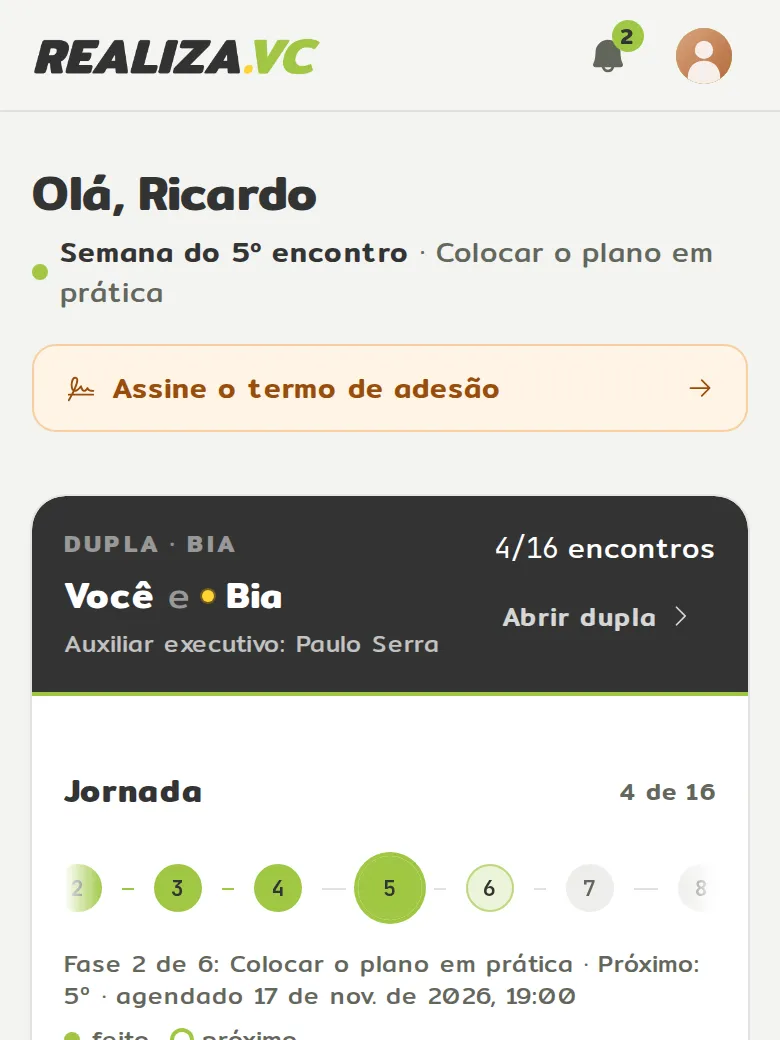 REALIZA.VC
2
Olá, Ricardo
Semana do 5º encontro · Colocar o plano em
prática
Assine o termo de adesão
DUPLA · BIA
4/16 encontros
Você e Bia
Abrir dupla
Auxiliar executivo: Paulo Serra
Jornada
4 de 16
2 3 4 5 6 7 8
Fase 2 de 6: Colocar o plano em prática · Próximo:
5º · agendado 17 de nov. de 2026, 19:00
feito próximo